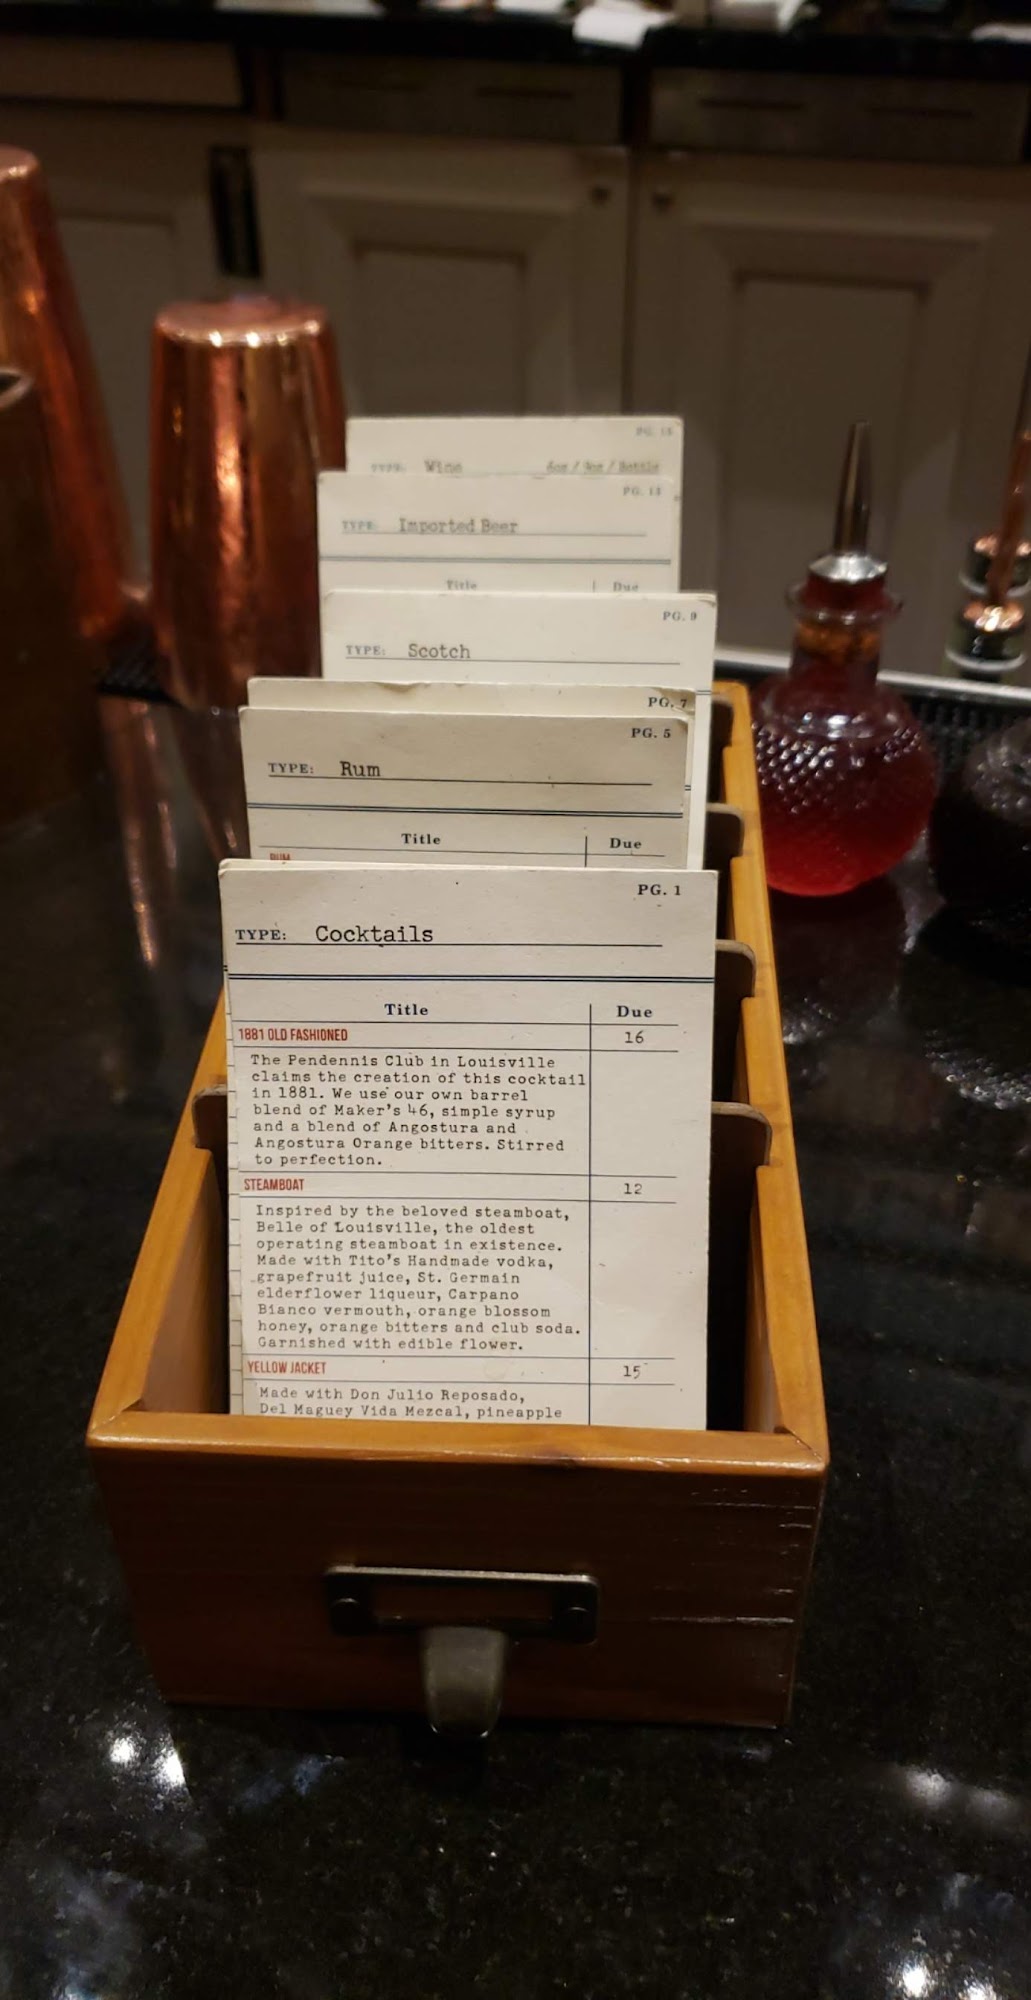 PG. 15
TYPE: Wine 6oz / 9oz / Bottle
PG. 13
TYPE: Imported Beer
Title Due
PG. 9
TYPE: Scotch
PG. 7
PG. 5
TYPE: Rum
Title Due
RUM
PG. 1
TYPE: Cocktails
Title Due
1881 OLD FASHIONED 16
The Pendennis Club in Louisville
claims the creation of this cocktail
in 1881. We use our own barrel
blend of Maker's 46, simple syrup
and a blend of Angostura and
Angostura Orange bitters. Stirred
to perfection.
STEAMBOAT 12
Inspired by the beloved steamboat,
Belle of Louisville, the oldest
operating steamboat in existence.
Made with Tito's Handmade vodka,
grapefruit juice, St. Germain
elderflower liqueur, Carpano
Bianco vermouth, orange blossom
honey, orange bitters and club soda.
Garnished with edible flower.
YELLOW JACKET 15
Made with Don Julio Reposado,
Del Maguey Vida Mezcal, pineapple